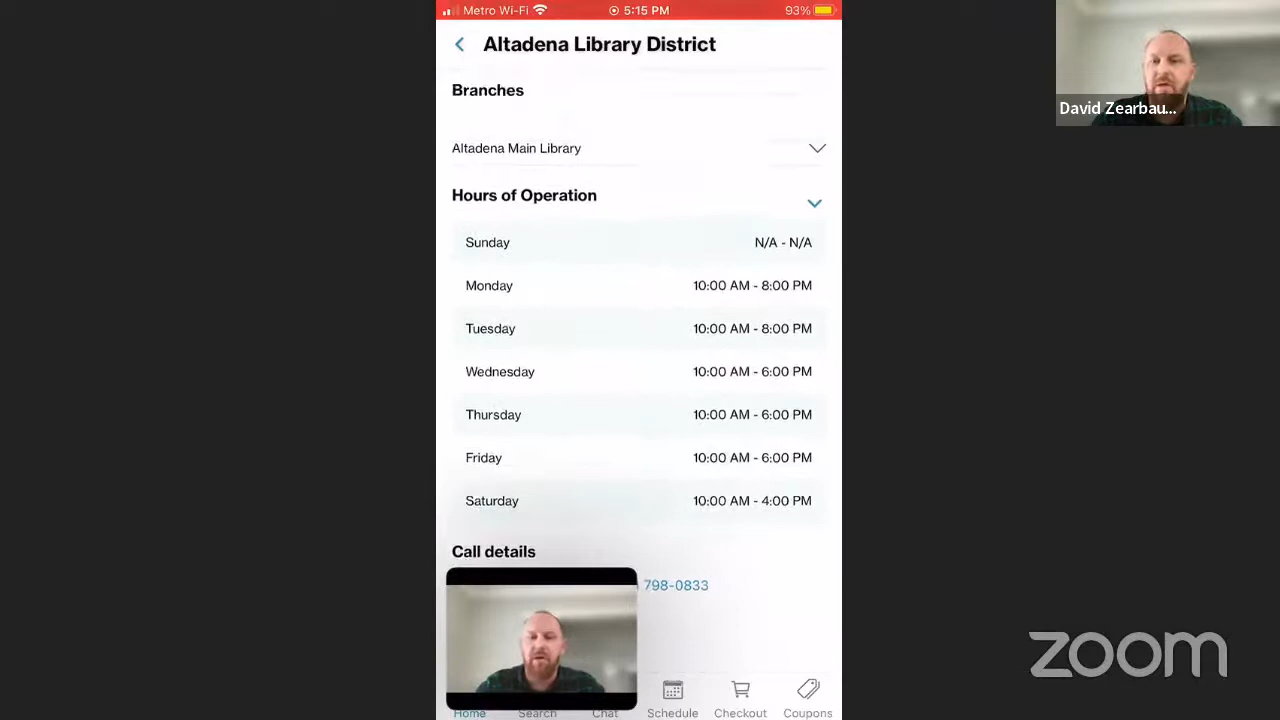 Metro Wi-Fi 5:15 PM 93%
Altadena Library District
David Zearbau...
Branches
Altadena Main Library
Hours of Operation
Sunday N/A - N/A
Monday 10:00 AM - 8:00 PM
Tuesday 10:00 AM - 8:00 PM
Wednesday 10:00 AM - 6:00 PM
Thursday 10:00 AM - 6:00 PM
Friday 10:00 AM - 6:00 PM
Saturday 10:00 AM - 4:00 PM
Call details
798-0833
zoom
Home Search Chat Schedule Checkout Coupons